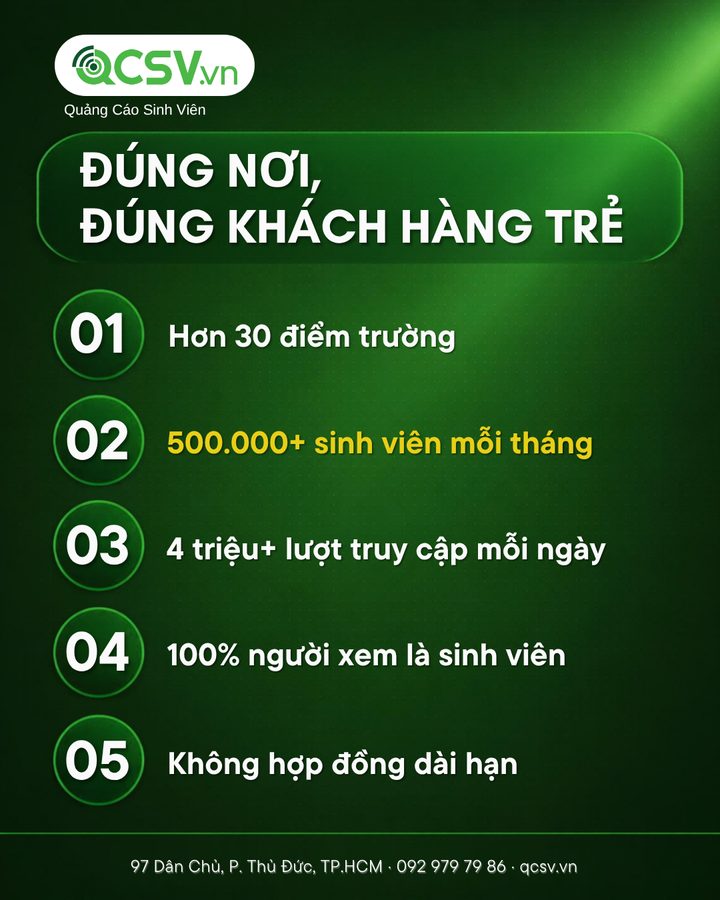 QCSV.vn
Quảng Cáo Sinh Viên
ĐÚNG NƠI,
ĐÚNG KHÁCH HÀNG TRẺ
01 Hơn 30 điểm trường
02 500.000+ sinh viên mỗi tháng
03 4 triệu+ lượt truy cập mỗi ngày
04 100% người xem là sinh viên
05 Không hợp đồng dài hạn
97 Dân Chủ, P. Thủ Đức, TP.HCM · 092 979 79 86 · qcsv.vn